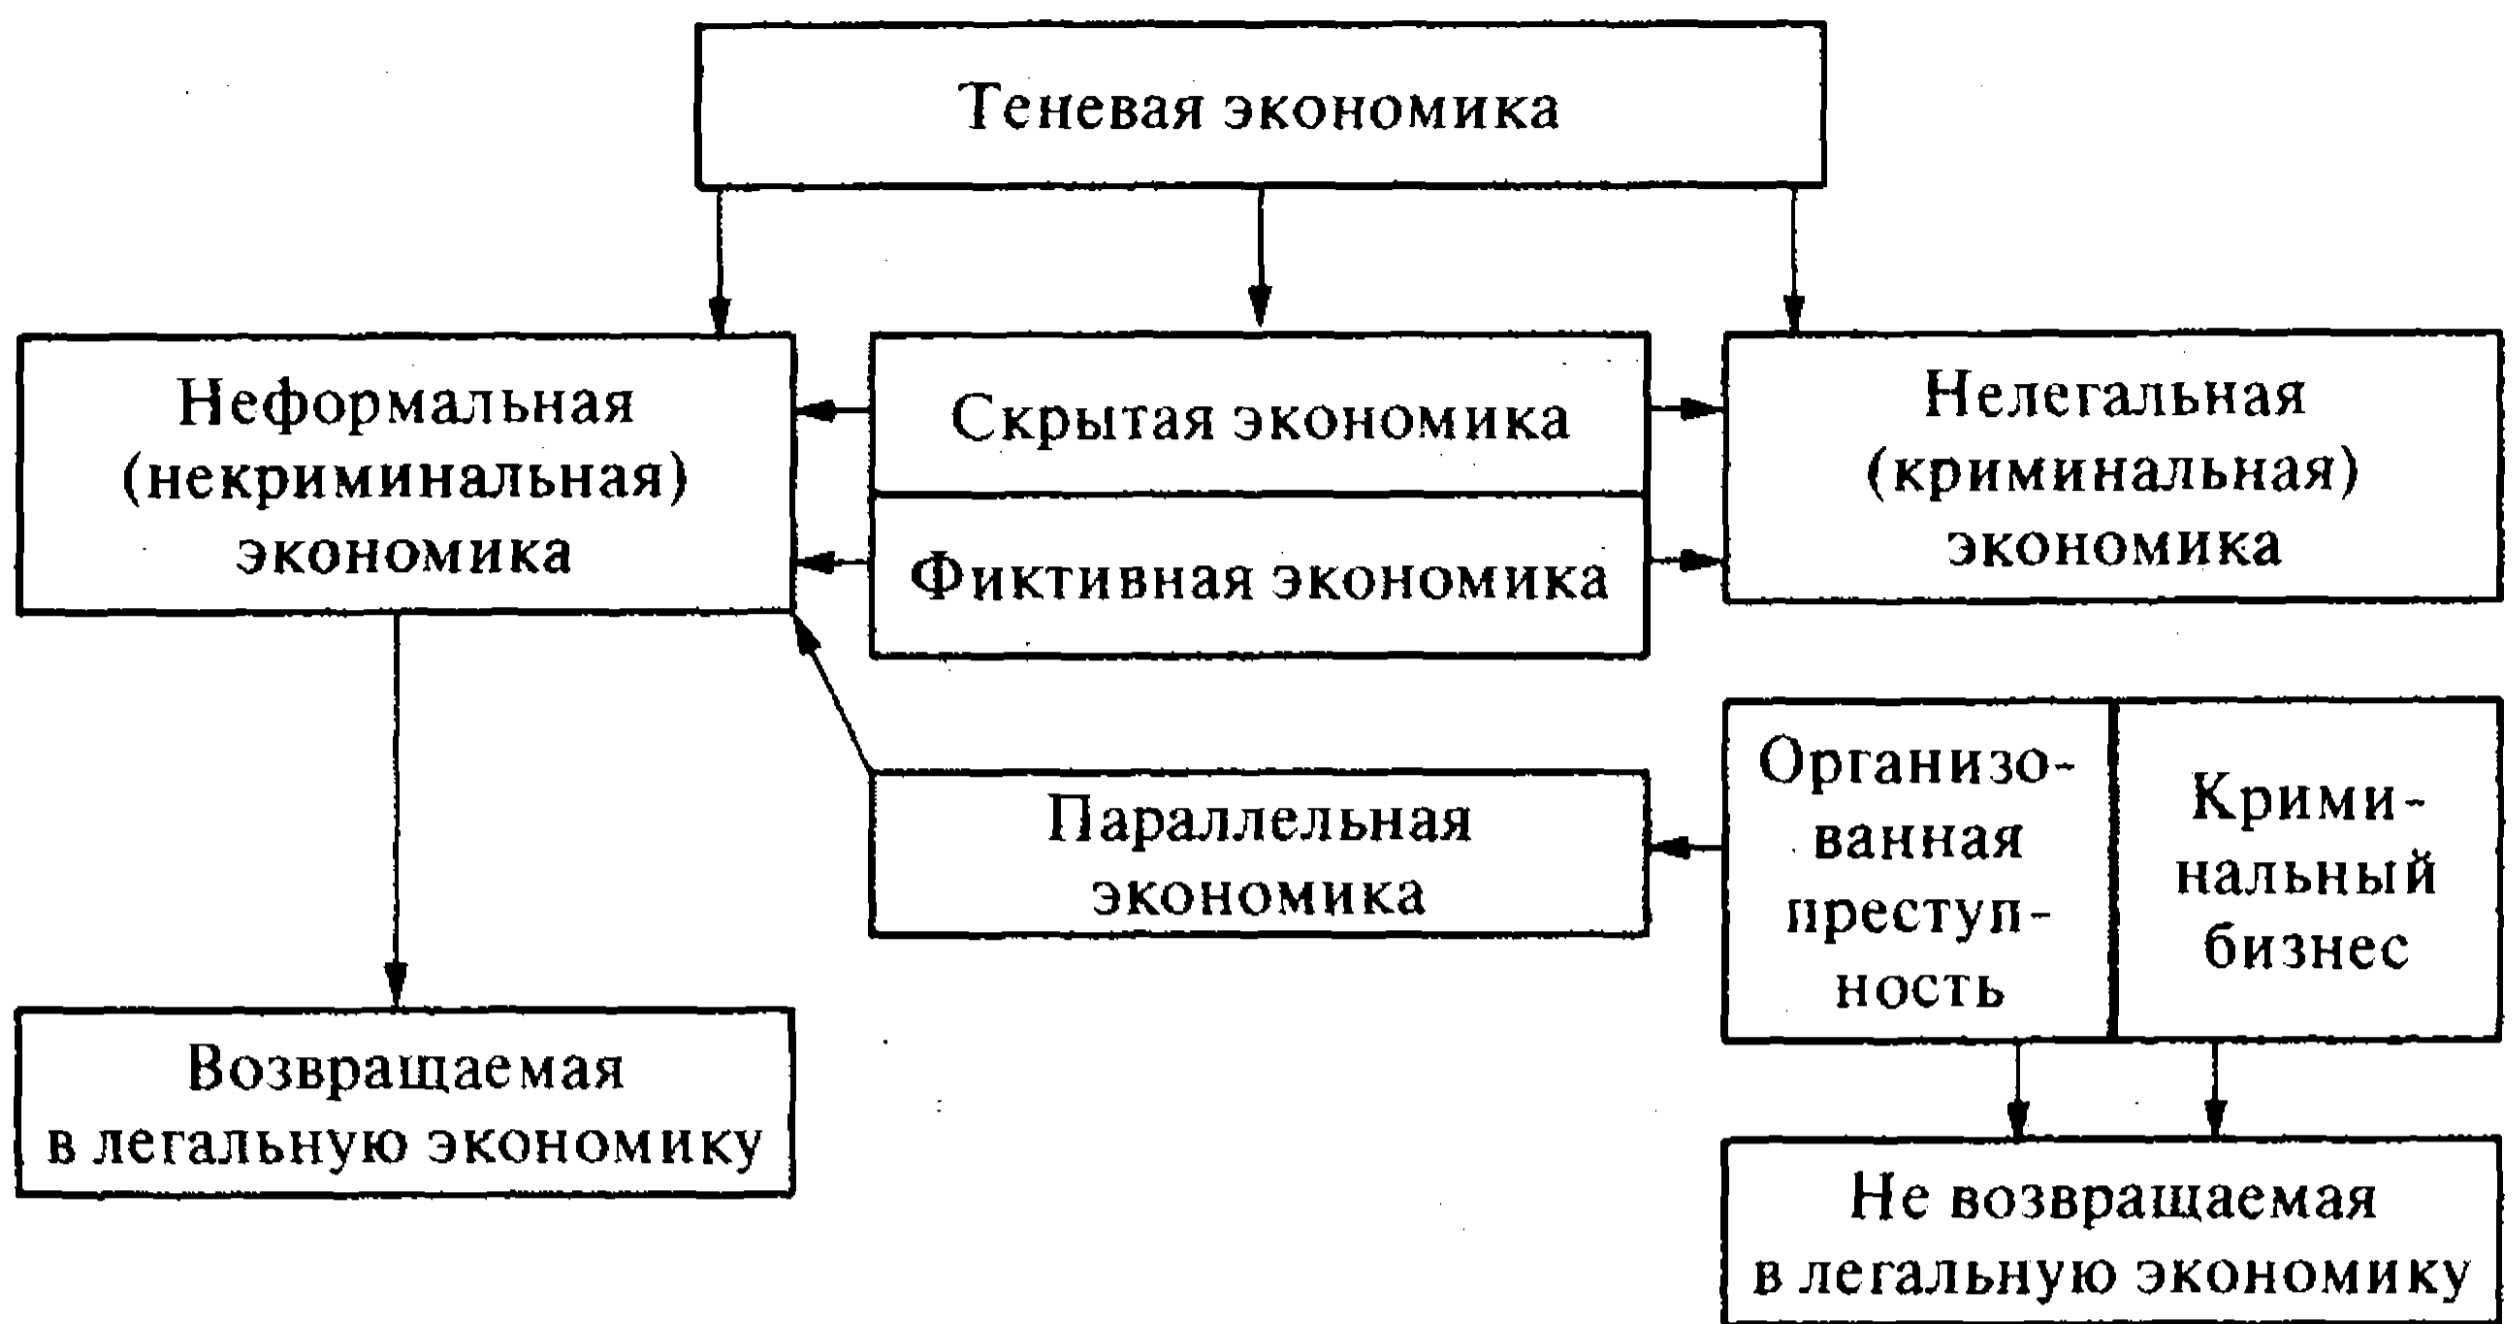 Теневая экономика
Неформальная
(некриминальная)
экономика
Скрытая экономика
Фиктивная экономика
Нелегальная
(криминальная)
экономика
Параллельная
экономика
Организо-
ванная
преступ-
ность
Крими-
нальный
бизнес
Возвращаемая
в легальную экономику
Не возвращаемая
в легальную экономику